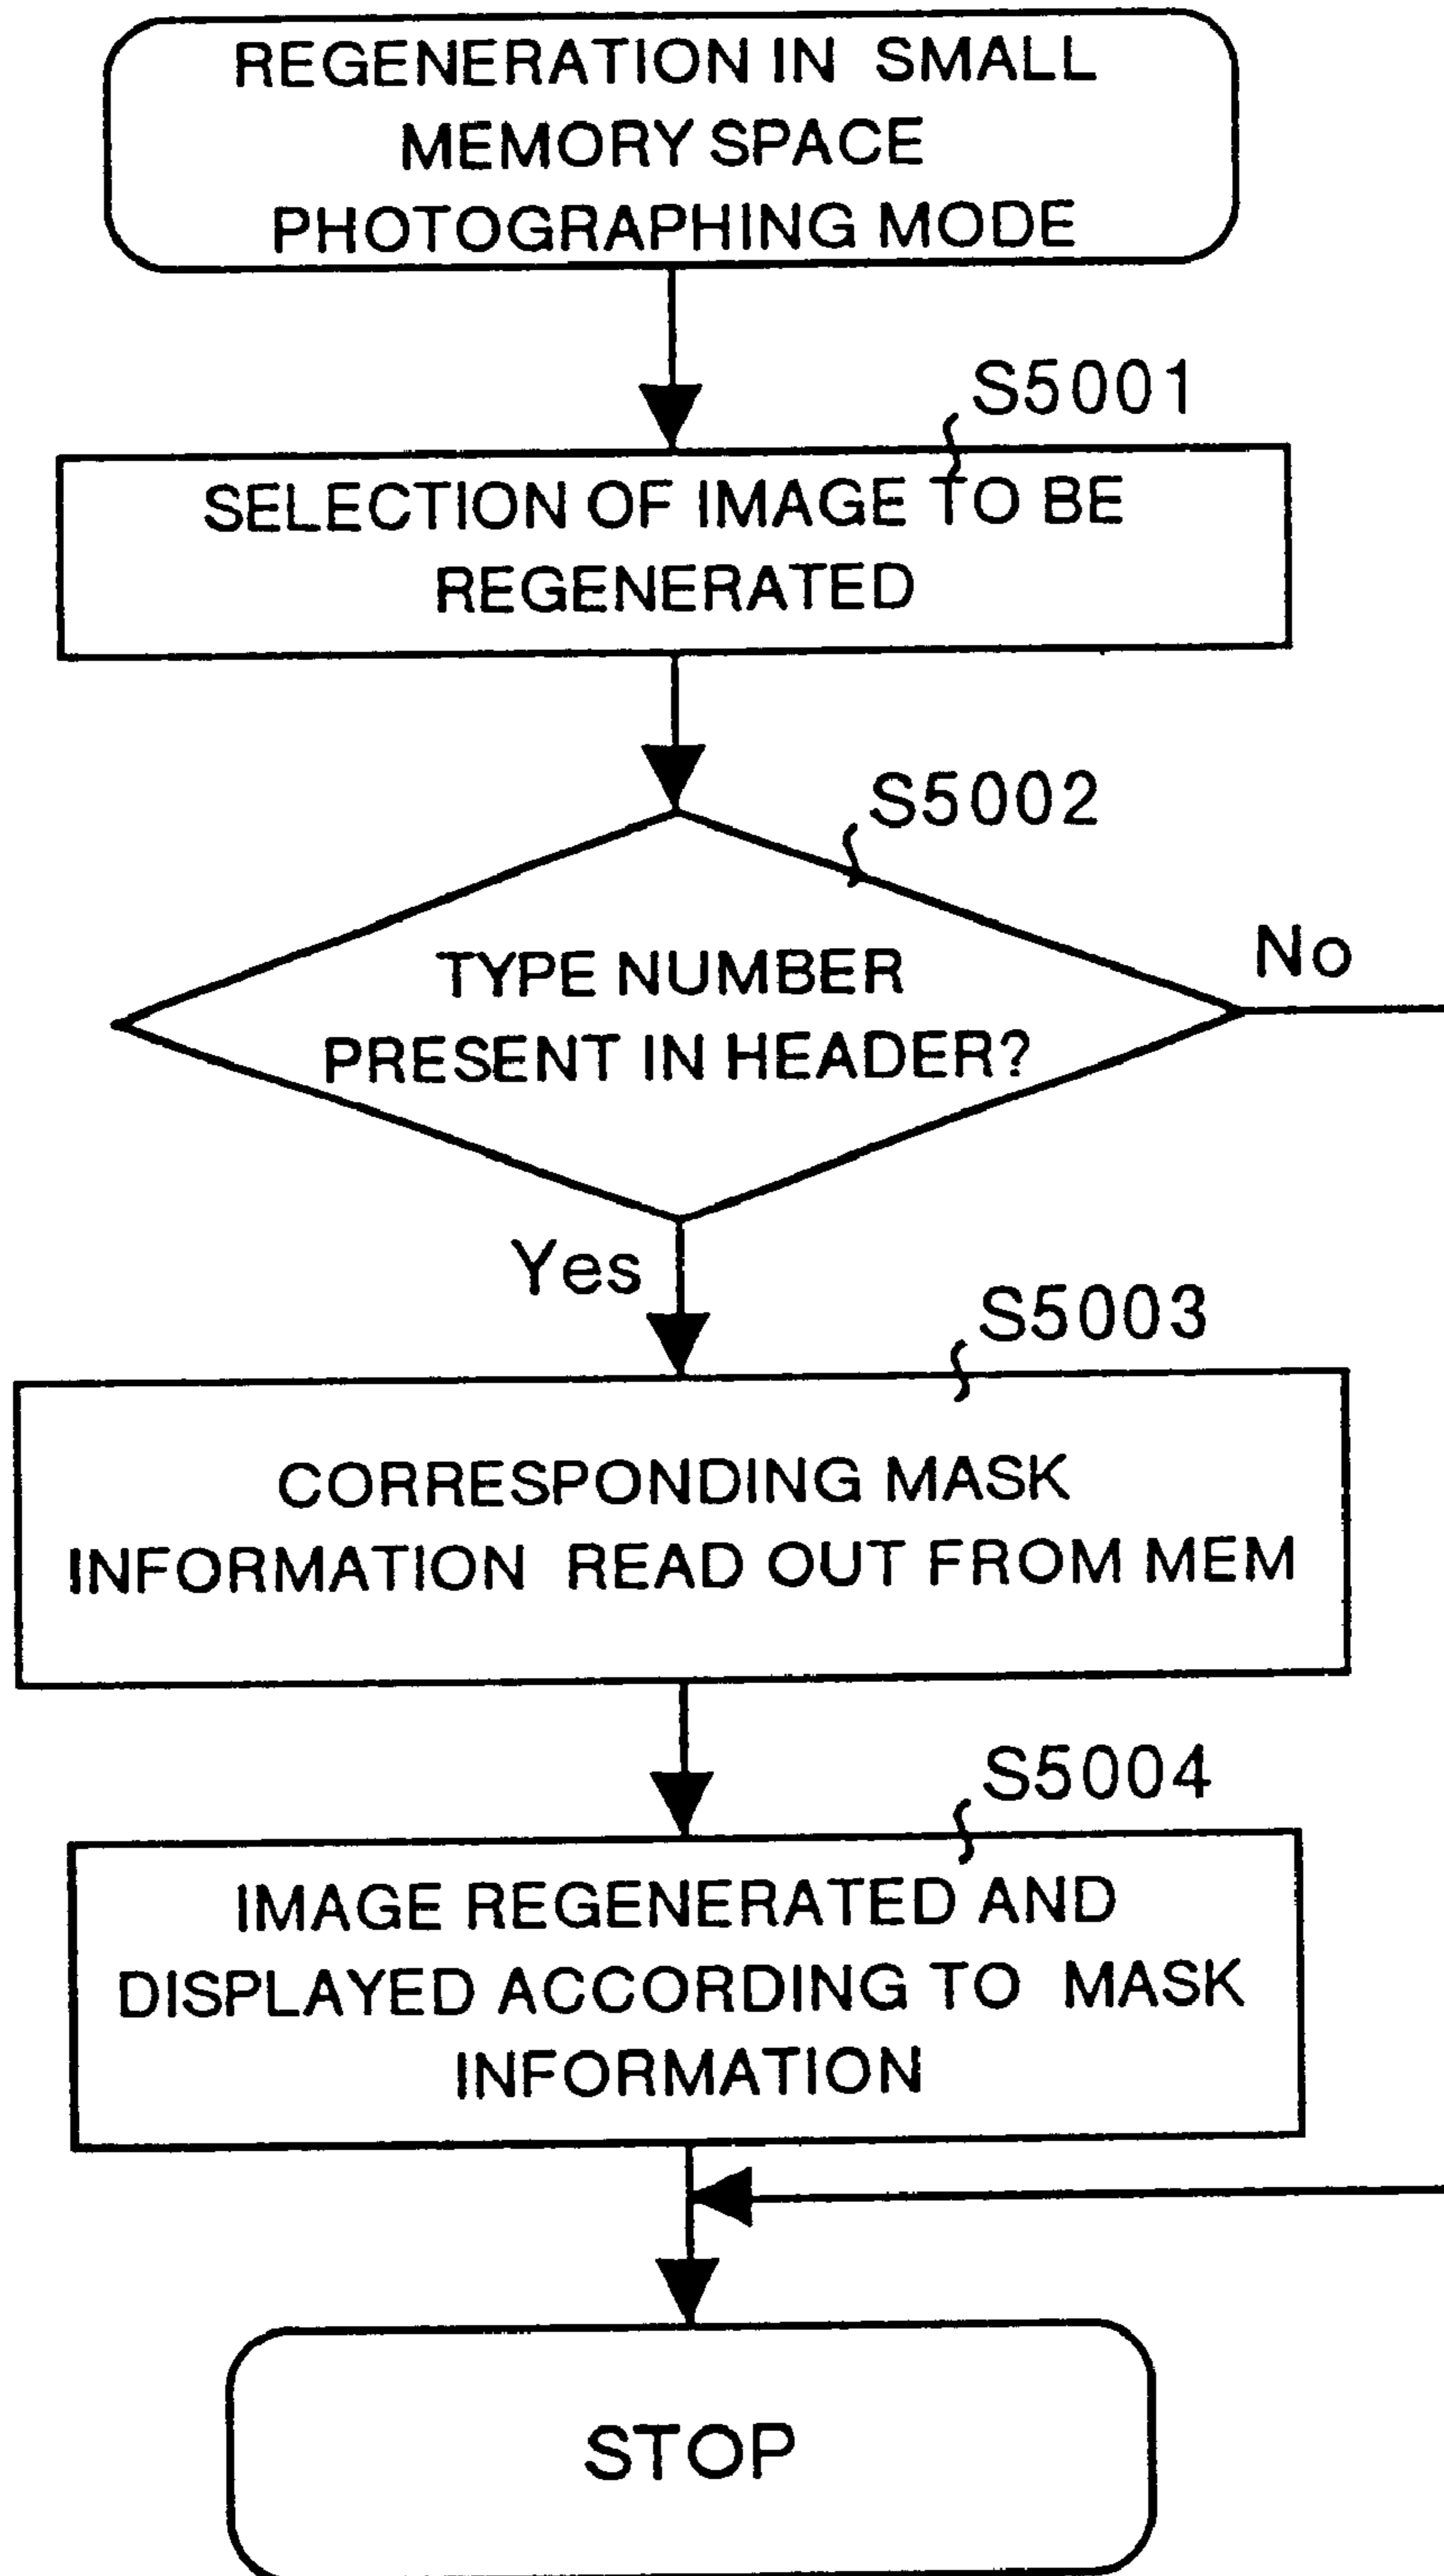 REGENERATION IN SMALL
MEMORY SPACE
PHOTOGRAPHING MODE
S5001
SELECTION OF IMAGE TO BE
REGENERATED
S5002
TYPE NUMBER
PRESENT IN HEADER?
No
Yes
S5003
CORRESPONDING MASK
INFORMATION READ OUT FROM MEM
S5004
IMAGE REGENERATED AND
DISPLAYED ACCORDING TO MASK
INFORMATION
STOP